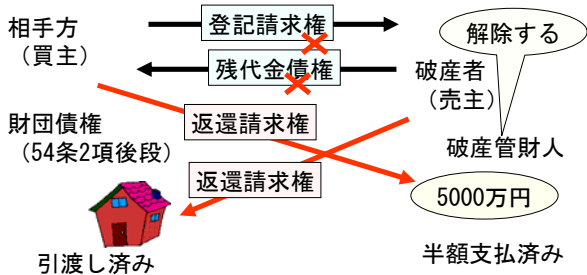 相手方
（買主）
登記請求権
残代金債権
解除する
破産者
（売主）
破産管財人
財団債権
（54条2項後段）
返還請求権
返還請求権
5000万円
引渡し済み
半額支払済み